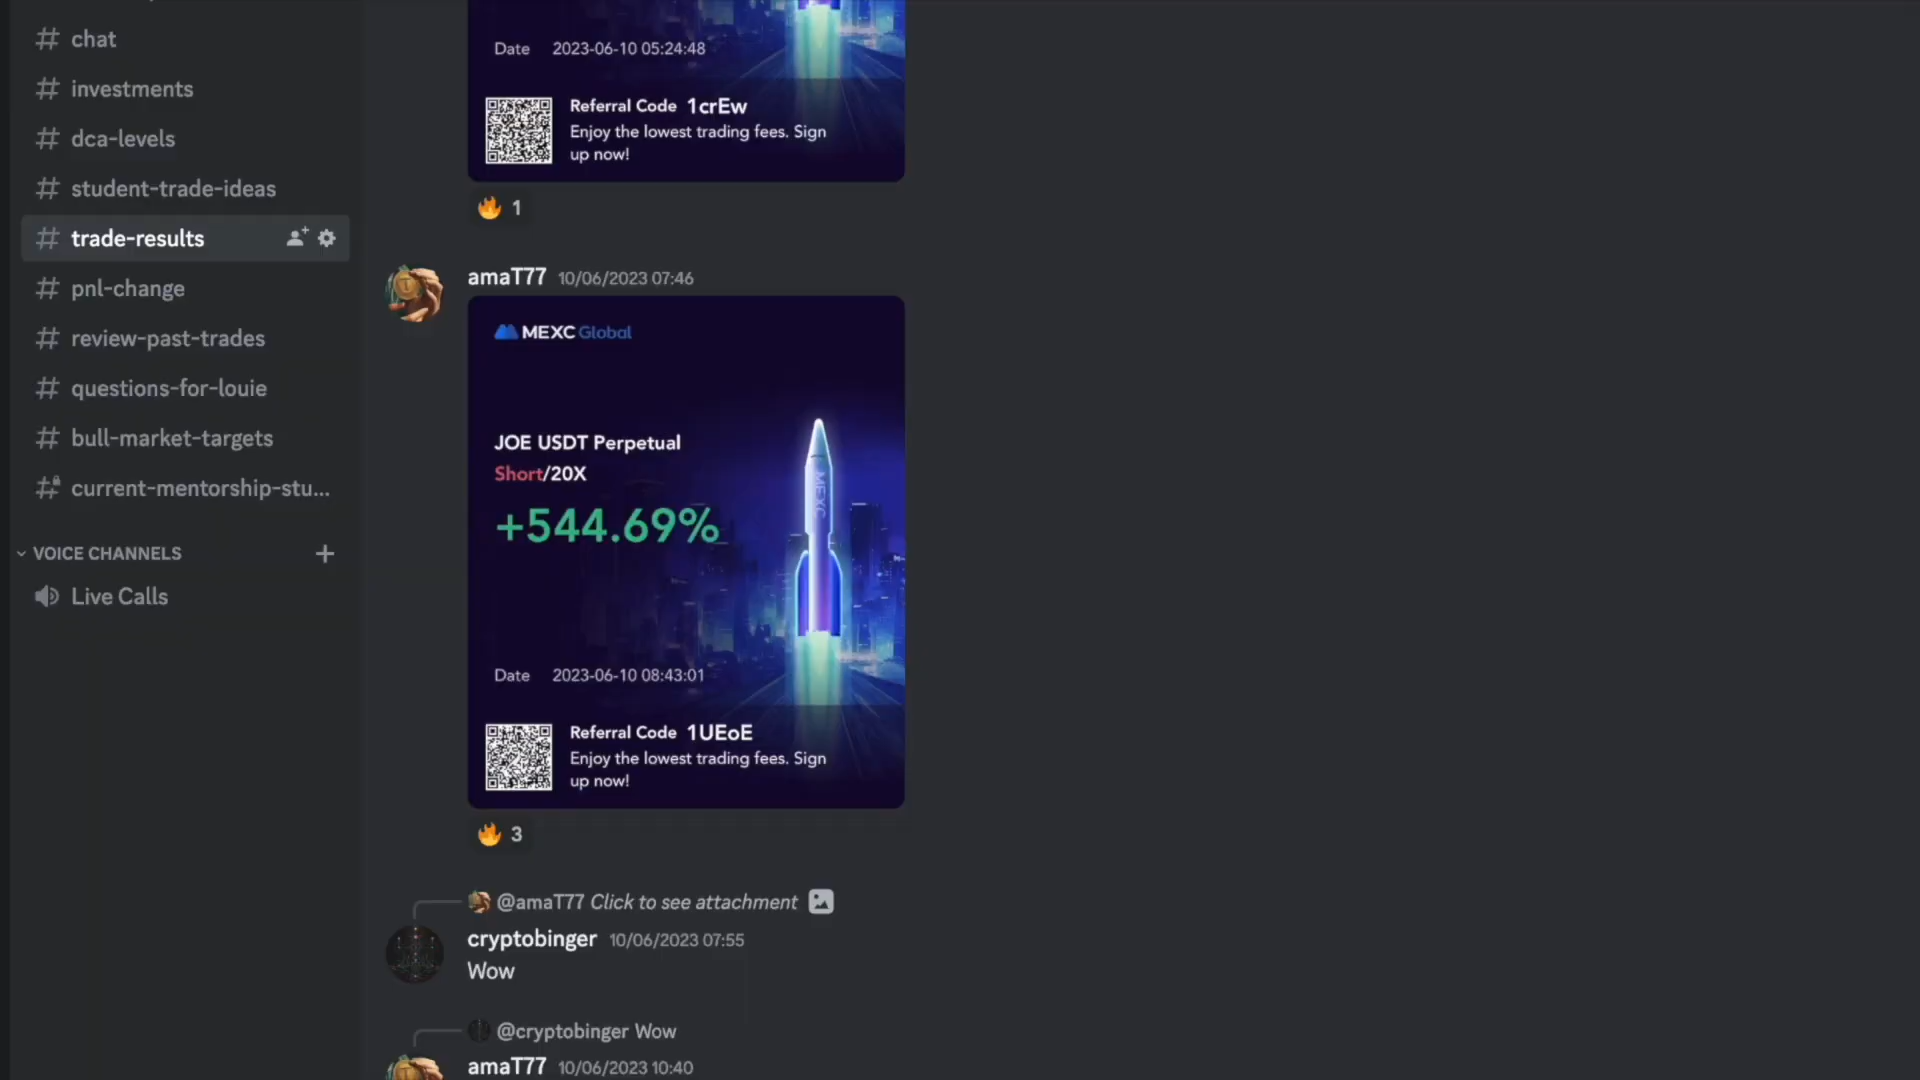 chat
investments
dca-levels
student-trade-ideas
trade-results
pnl-change
review-past-trades
questions-for-louie
bull-market-targets
current-mentorship-stu...
VOICE CHANNELS
Live Calls
Date 2023-06-10 05:24:48
Referral Code 1crEw
Enjoy the lowest trading fees. Sign
up now!
🔥 1
amaT77 10/06/2023 07:46
MEXC Global
JOE USDT Perpetual
Short/20X
+544.69%
MEXC
Date 2023-06-10 08:43:01
Referral Code 1UEoE
Enjoy the lowest trading fees. Sign
up now!
🔥 3
@amaT77 Click to see attachment
cryptobinger 10/06/2023 07:55
Wow
@cryptobinger Wow
amaT77 10/06/2023 10:40